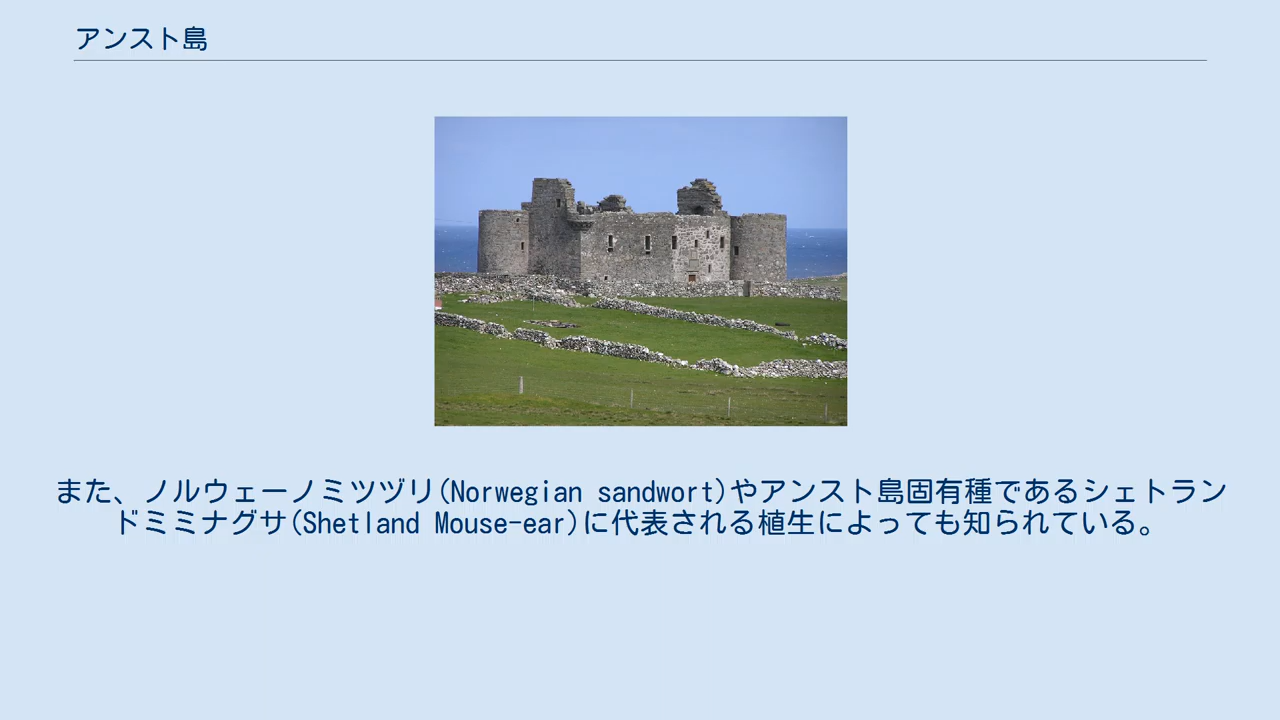 アンスト島
また、ノルウェーノミツヅリ(Norwegian sandwort)やアンスト島固有種であるシェトラン
ドミミナグサ(Shetland Mouse-ear)に代表される植生によっても知られている。